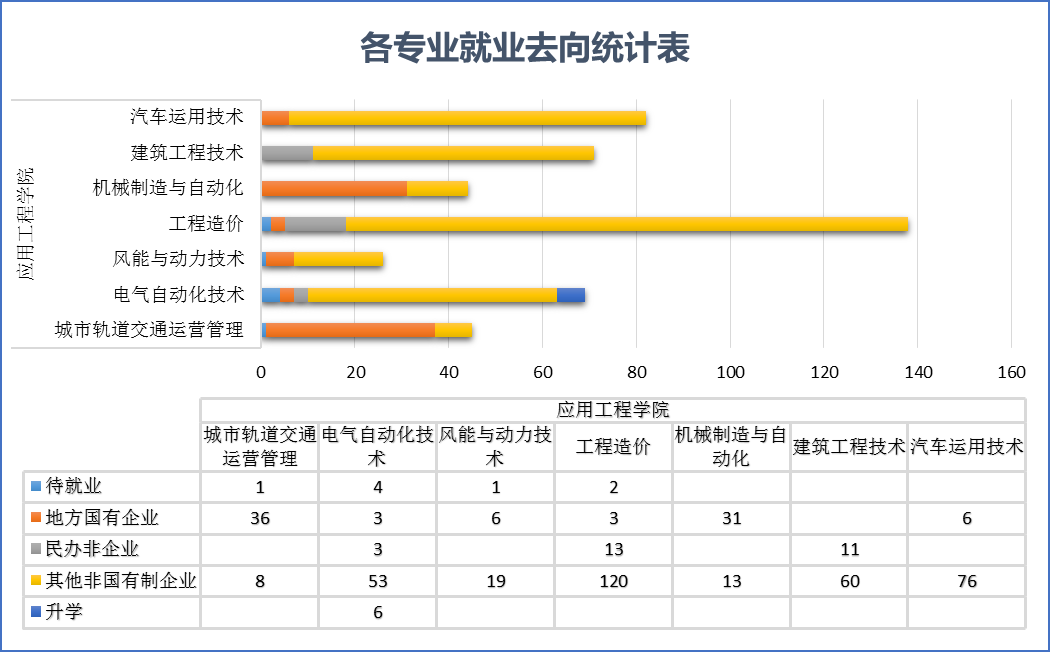 各专业就业去向统计表
应用工程学院
汽车运用技术
建筑工程技术
机械制造与自动化
工程造价
风能与动力技术
电气自动化技术
城市轨道交通运营管理
0 20 40 60 80 100 120 140 160
应用工程学院
城市轨道交通运营管理 电气自动化技术 风能与动力技术 工程造价 机械制造与自动化 建筑工程技术 汽车运用技术
待就业 1 4 1 2
地方国有企业 36 3 6 3 31 6
民办非企业 3 13 11
其他非国有制企业 8 53 19 120 13 60 76
升学 6